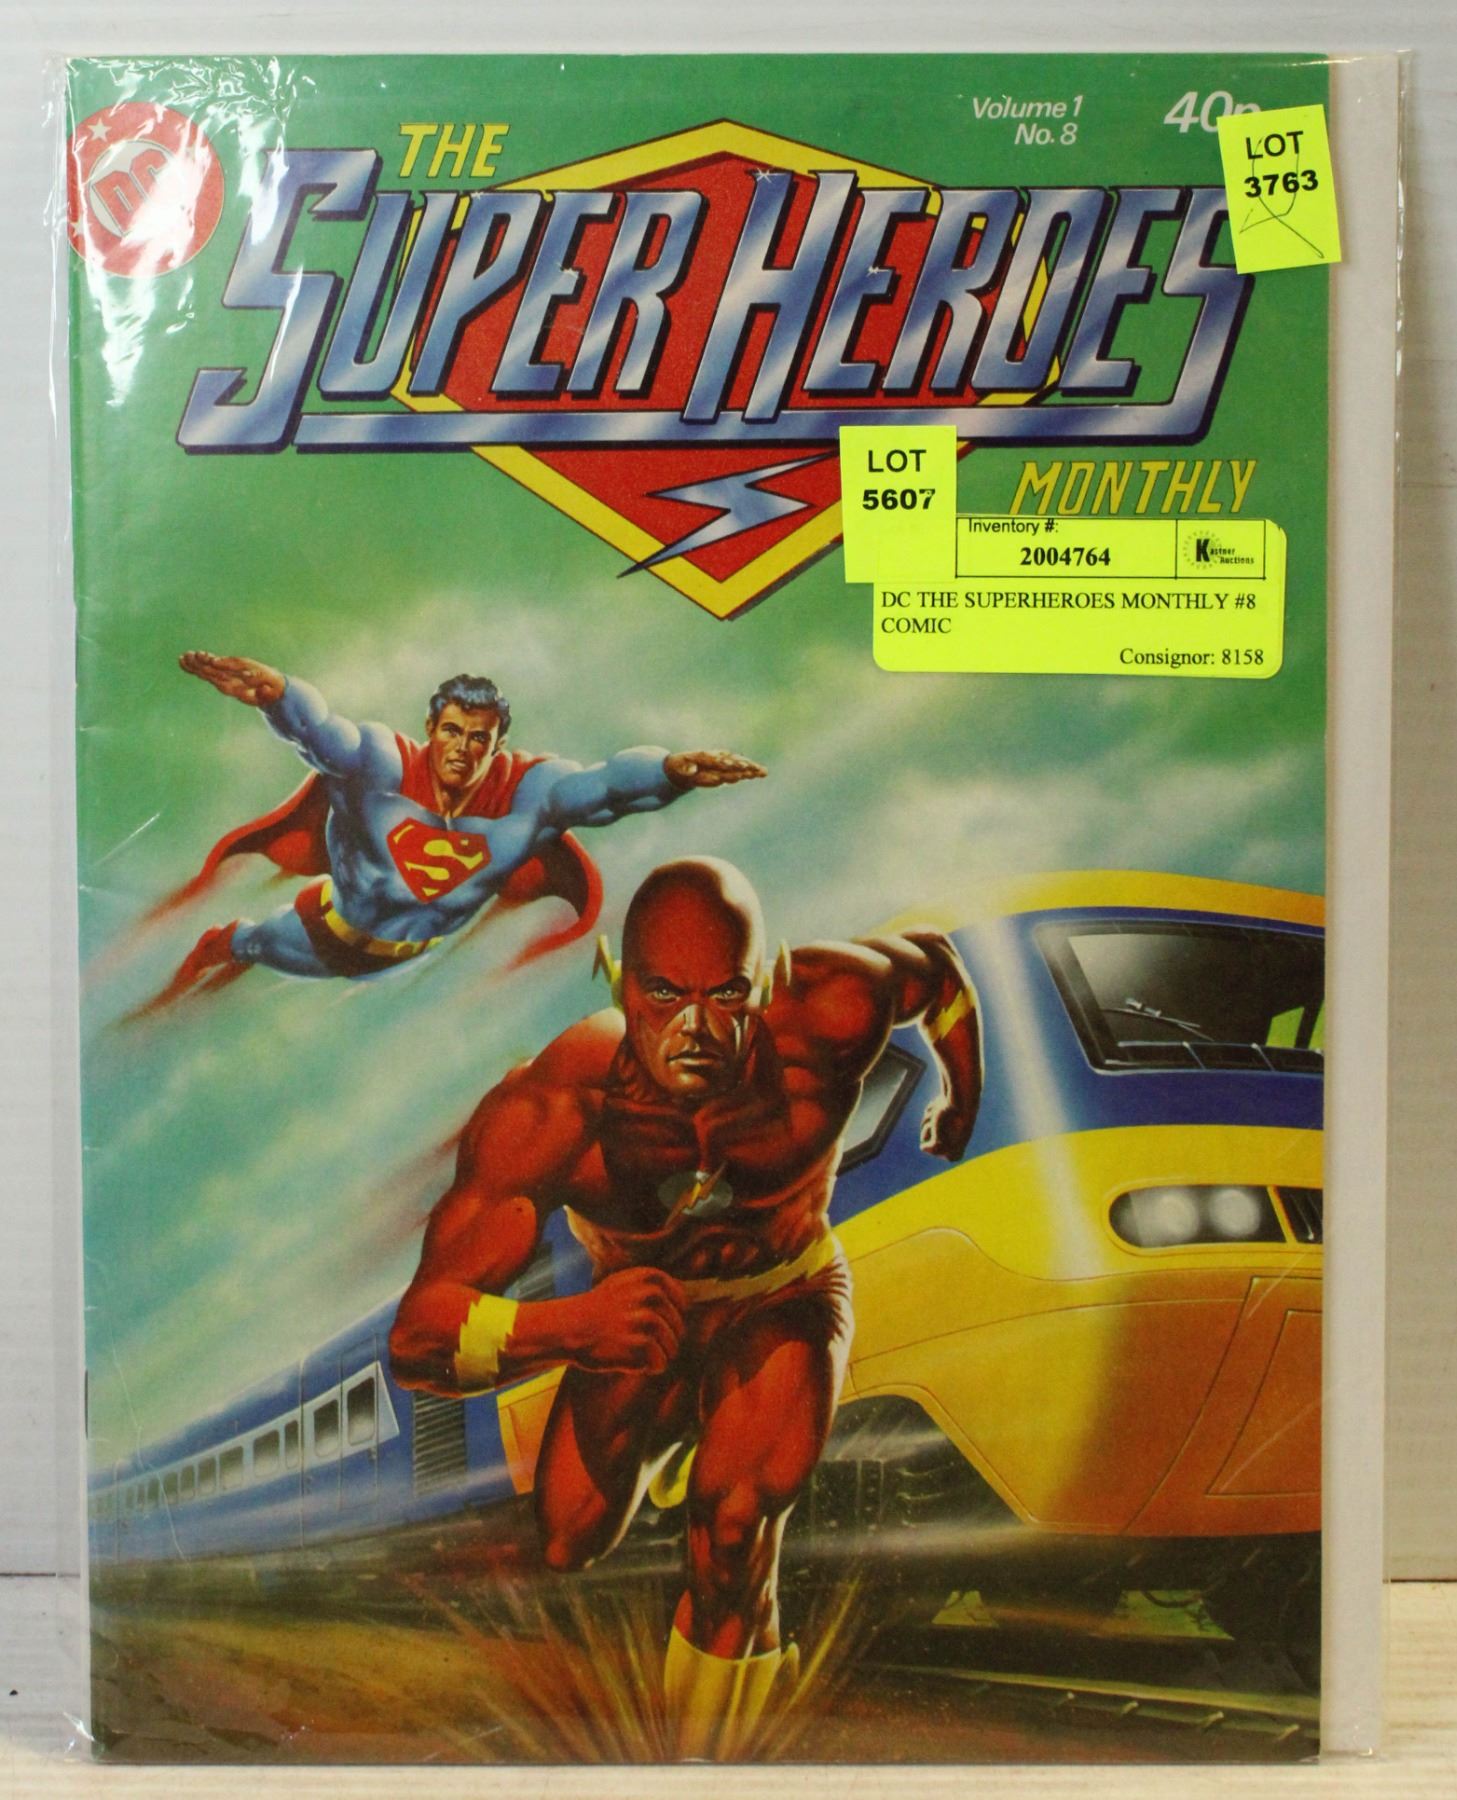 Volume 1
No. 8
40p
LOT
3763
DC
THE
SUPER HEROES
MONTHLY
LOT
5607
Inventory #:
2004764
Kastner
Auctions
DC THE SUPERHEROES MONTHLY #8
COMIC
Consignor: 8158
S